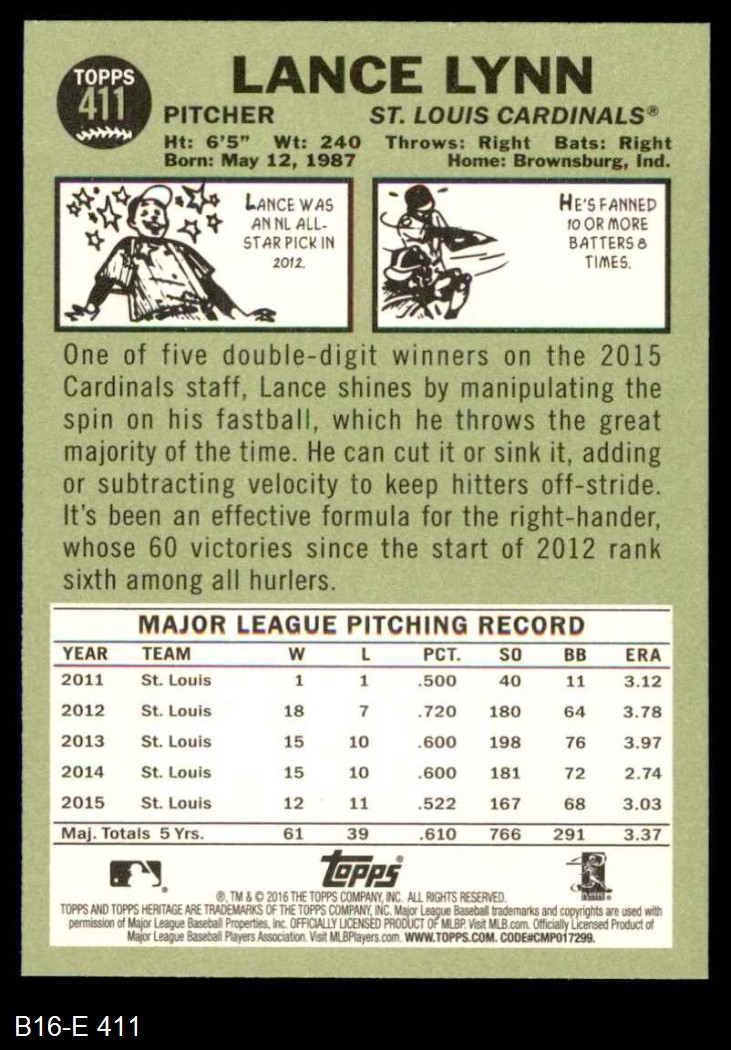 TOPPS
411
LANCE LYNN
PITCHER ST. LOUIS CARDINALS®
Ht: 6'5" Wt: 240 Throws: Right Bats: Right
Born: May 12, 1987 Home: Brownsburg, Ind.
LANCE WAS
AN NL ALL-
STAR PICK IN
2012.
HE'S FANNED
10 OR MORE
BATTERS 8
TIMES.
One of five double-digit winners on the 2015
Cardinals staff, Lance shines by manipulating the
spin on his fastball, which he throws the great
majority of the time. He can cut it or sink it, adding
or subtracting velocity to keep hitters off-stride.
It's been an effective formula for the right-hander,
whose 60 victories since the start of 2012 rank
sixth among all hurlers.
MAJOR LEAGUE PITCHING RECORD
YEAR TEAM W L PCT. SO BB ERA
2011 St. Louis 1 1 .500 40 11 3.12
2012 St. Louis 18 7 .720 180 64 3.78
2013 St. Louis 15 10 .600 198 76 3.97
2014 St. Louis 15 10 .600 181 72 2.74
2015 St. Louis 12 11 .522 167 68 3.03
Maj. Totals 5 Yrs. 61 39 .610 766 291 3.37
Topps®
®, TM & © 2016 THE TOPPS COMPANY, INC. ALL RIGHTS RESERVED.
TOPPS AND TOPPS HERITAGE ARE TRADEMARKS OF THE TOPPS COMPANY, INC. Major League Baseball trademarks and copyrights are used with
permission of Major League Baseball Properties, Inc. OFFICIALLY LICENSED PRODUCT OF MLBP. Visit MLB.com. Officially Licensed Product of
Major League Baseball Players Association. Visit MLBPlayers.com. WWW.TOPPS.COM. CODE#CMP017299.
B16-E 411